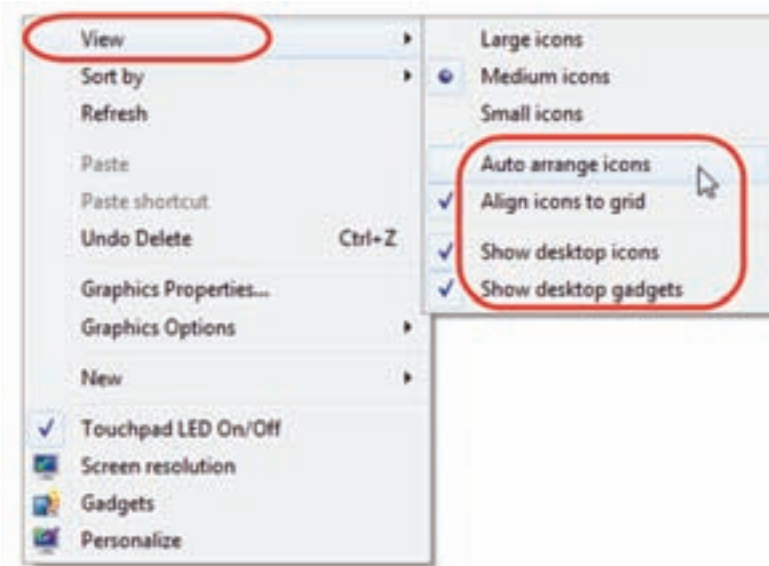 View
Sort by
Refresh
Paste
Paste shortcut
Undo Delete Ctrl+Z
Graphics Properties...
Graphics Options
New
Touchpad LED On/Off
Screen resolution
Gadgets
Personalize
Large icons
Medium icons
Small icons
Auto arrange icons
Align icons to grid
Show desktop icons
Show desktop gadgets